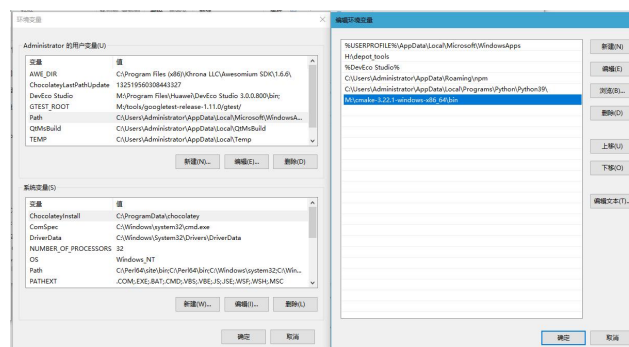 环境变量
Administrator 的用户变量(U)
变量 值
AWE_DIR C:\Program Files (x86)\Khrona LLC\Awesomium SDK\1.6.6\
ChocolateyLastPathUpdate 132519560308443132
DevEco Studio M:\Program Files\Huawei\DevEco Studio 3.0.0.800\bin;
GTEST_ROOT M:/tools/googletest-release-1.11.0/gtest/
Path C:\Users\Administrator\AppData\Local\Microsoft\WindowsA...
QtMsBuild C:\Users\Administrator\AppData\Local\QtMsBuild
TEMP C:\Users\Administrator\AppData\Local\Temp
新建(N)... 编辑(E)... 删除(D)
系统变量(S)
变量 值
ChocolateyInstall C:\ProgramData\chocolatey
ComSpec C:\Windows\system32\cmd.exe
DriverData C:\Windows\System32\Drivers\DriverData
NUMBER_OF_PROCESSORS 32
OS Windows_NT
Path C:\Perl64\site\bin;C:\Perl64\bin;C:\Windows\system32;C:\Win...
PATHEXT .COM;.EXE;.BAT;.CMD;.VBS;.VBE;.JS;.JSE;.WSF;.WSH;.MSC
新建(W)... 编辑(I)... 删除(L)
确定 取消
编辑环境变量
%USERPROFILE%\AppData\Local\Microsoft\WindowsApps
H:\depot_tools
%DevEco Studio%
C:\Users\Administrator\AppData\Roaming\npm
C:\Users\Administrator\AppData\Local\Programs\Python\Python39\
M:\cmake-3.22.1-windows-x86_64\bin
新建(N)
编辑(E)
浏览(B)...
删除(D)
上移(U)
下移(O)
编辑文本(T)...
确定 取消